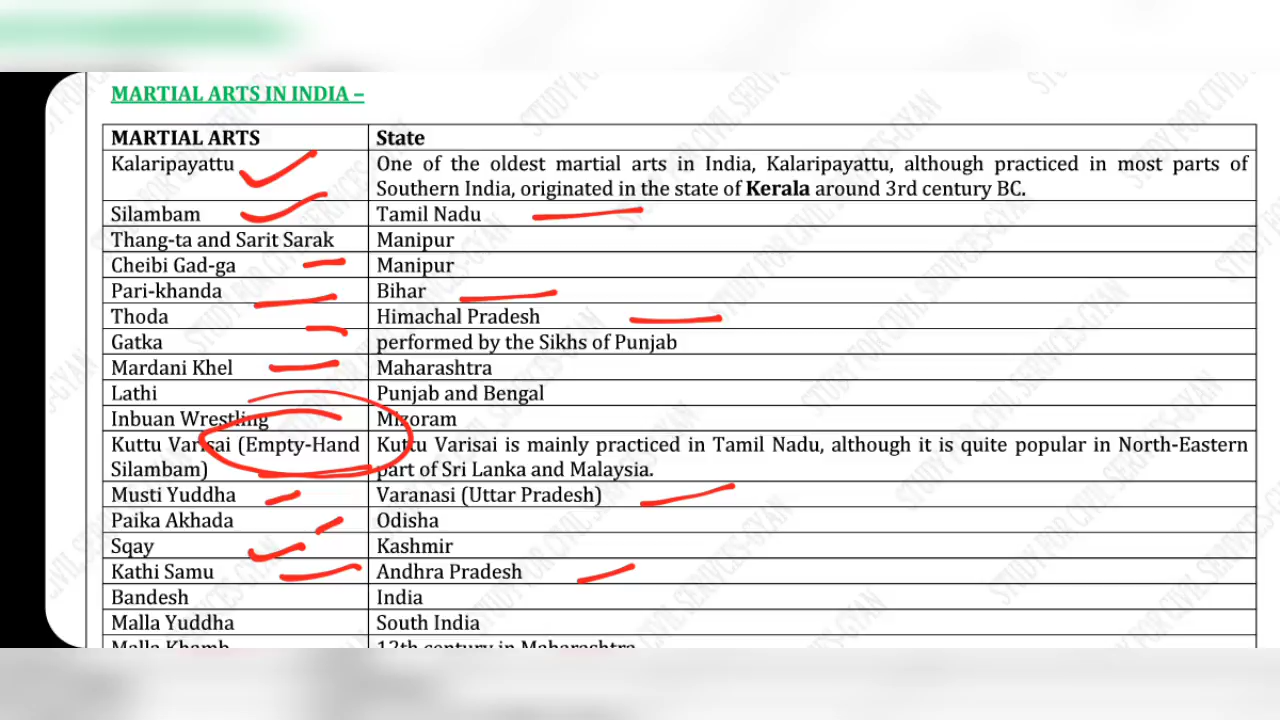 MARTIAL ARTS IN INDIA –
MARTIAL ARTS State
Kalaripayattu One of the oldest martial arts in India, Kalaripayattu, although practiced in most parts of
Southern India, originated in the state of Kerala around 3rd century BC.
Silambam Tamil Nadu
Thang-ta and Sarit Sarak Manipur
Cheibi Gad-ga Manipur
Pari-khanda Bihar
Thoda Himachal Pradesh
Gatka performed by the Sikhs of Punjab
Mardani Khel Maharashtra
Lathi Punjab and Bengal
Inbuan Wrestling Mizoram
Kuttu Varisai (Empty-Hand Kuttu Varisai is mainly practiced in Tamil Nadu, although it is quite popular in North-Eastern
Silambam) part of Sri Lanka and Malaysia.
Musti Yuddha Varanasi (Uttar Pradesh)
Paika Akhada Odisha
Sqay Kashmir
Kathi Samu Andhra Pradesh
Bandesh India
Malla Yuddha South India
Malla Khamb 12th century in Maharashtra